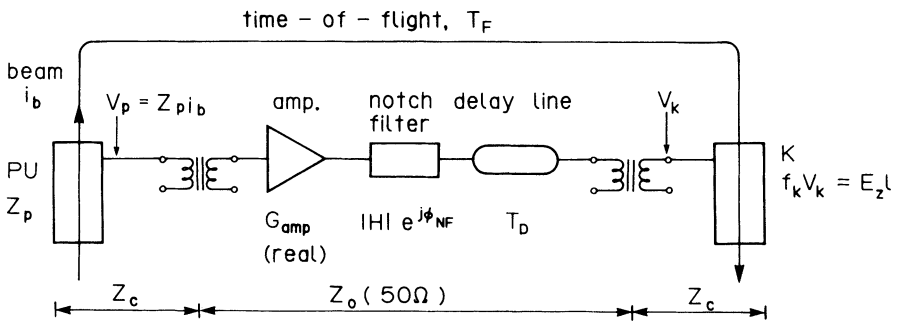 time - of - flight, T_F
beam
i_b
V_p = Z_p i_b
amp.
notch
filter
delay line
V_k
PU
Z_p
K
f_k V_k = E_z l
G_amp
(real)
|H| e^jφ_NF
T_D
Z_c
Z_o (50Ω)
Z_c